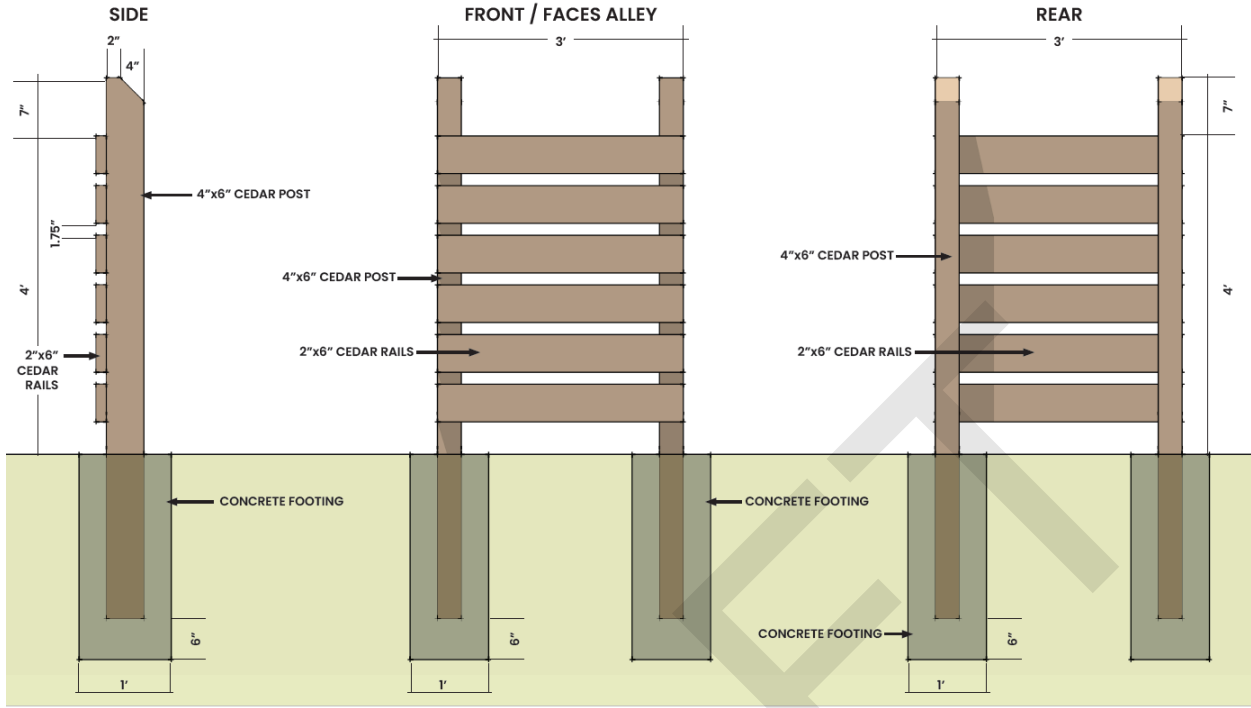 SIDE
FRONT / FACES ALLEY
REAR
2”
4”
3’
3’
7”
7”
4”x6” CEDAR POST
1.75”
4”x6” CEDAR POST
4”x6” CEDAR POST
4’
4’
2”x6”
CEDAR
RAILS
2”x6” CEDAR RAILS
2”x6” CEDAR RAILS
CONCRETE FOOTING
CONCRETE FOOTING
CONCRETE FOOTING
6”
6”
6”
1’
1’
1’